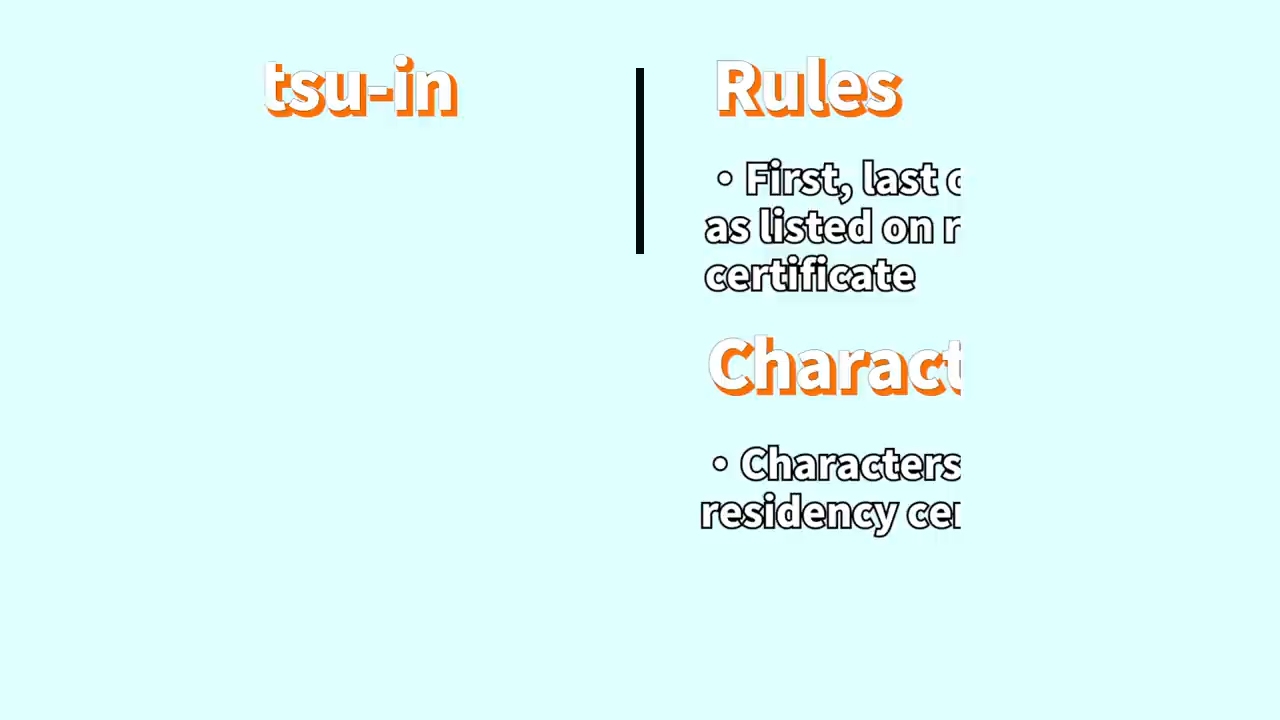 tsu-in
Rules
• First, last
as listed on
certificate
Charact
• Characters
residency